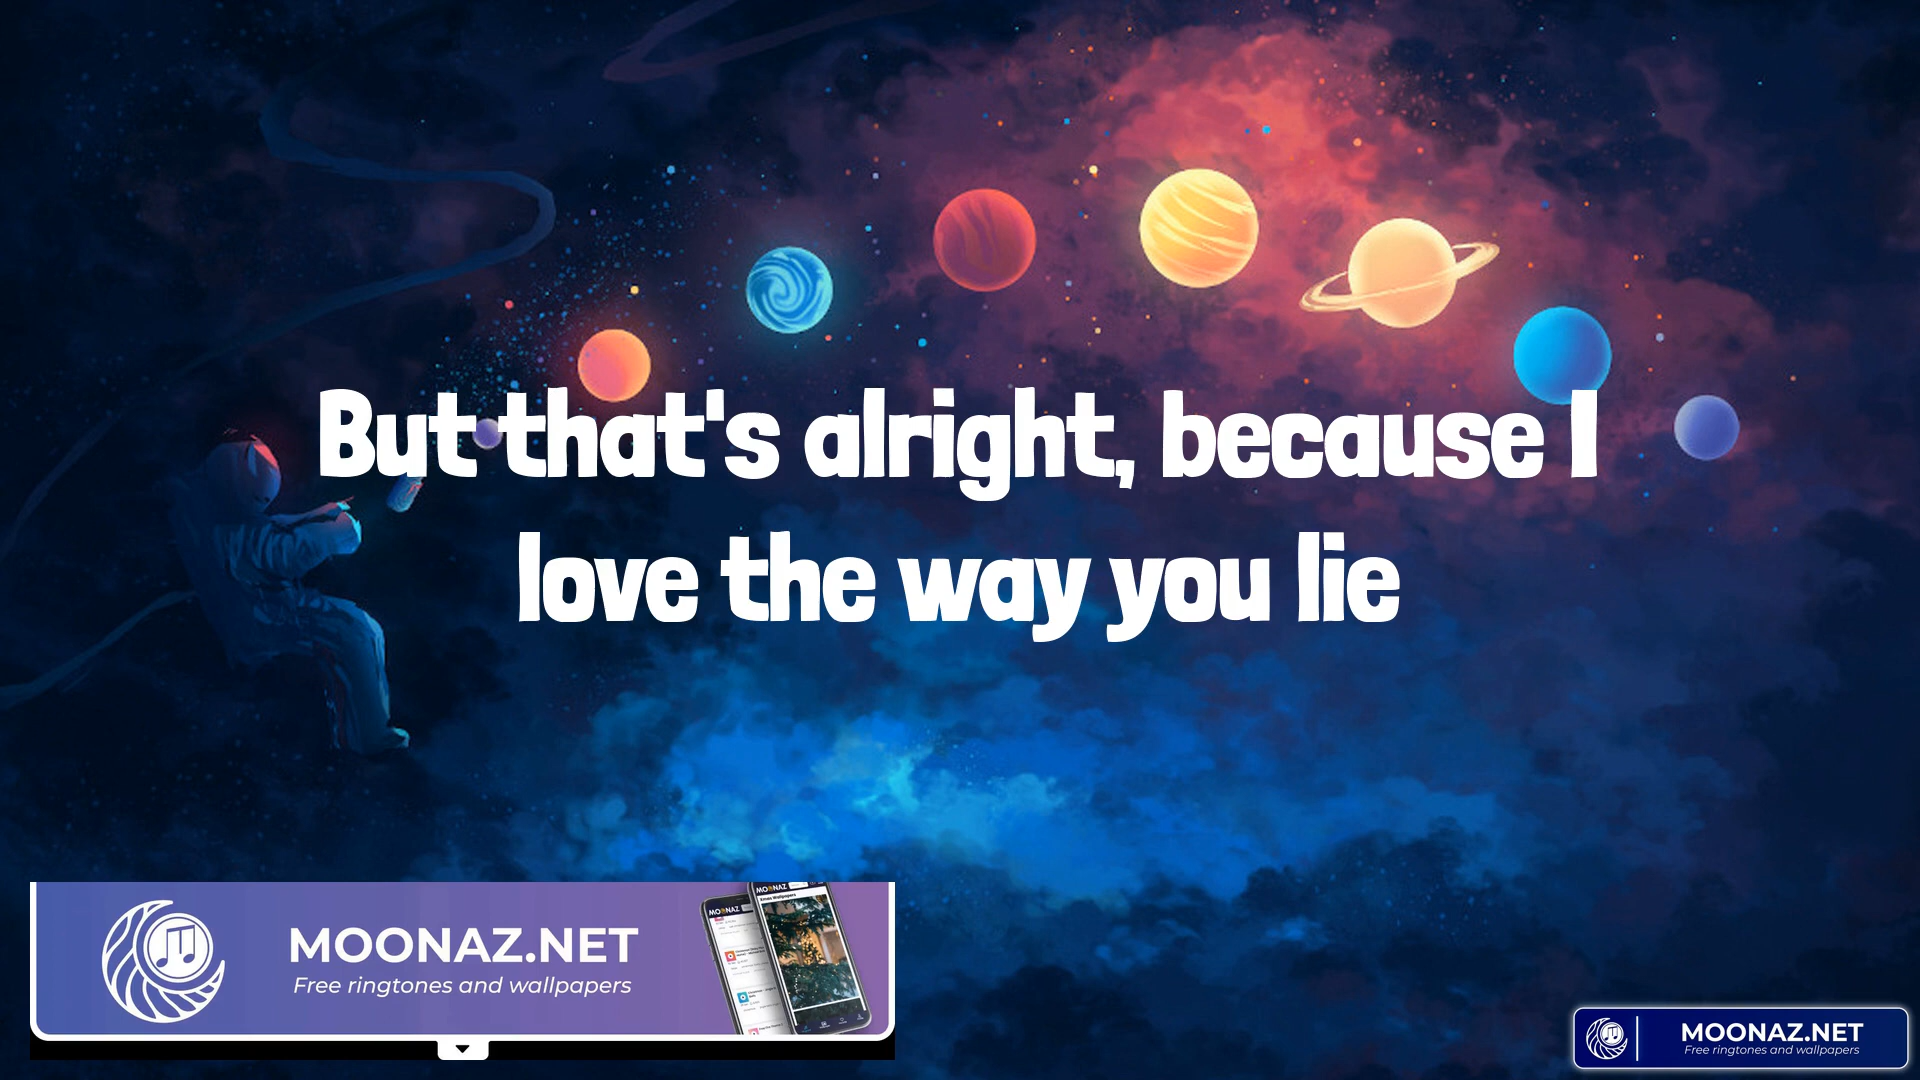 But that's alright, because I
love the way you lie
MOONAZ.NET
Free ringtones and wallpapers
MOONAZ.NET
Free ringtones and wallpapers